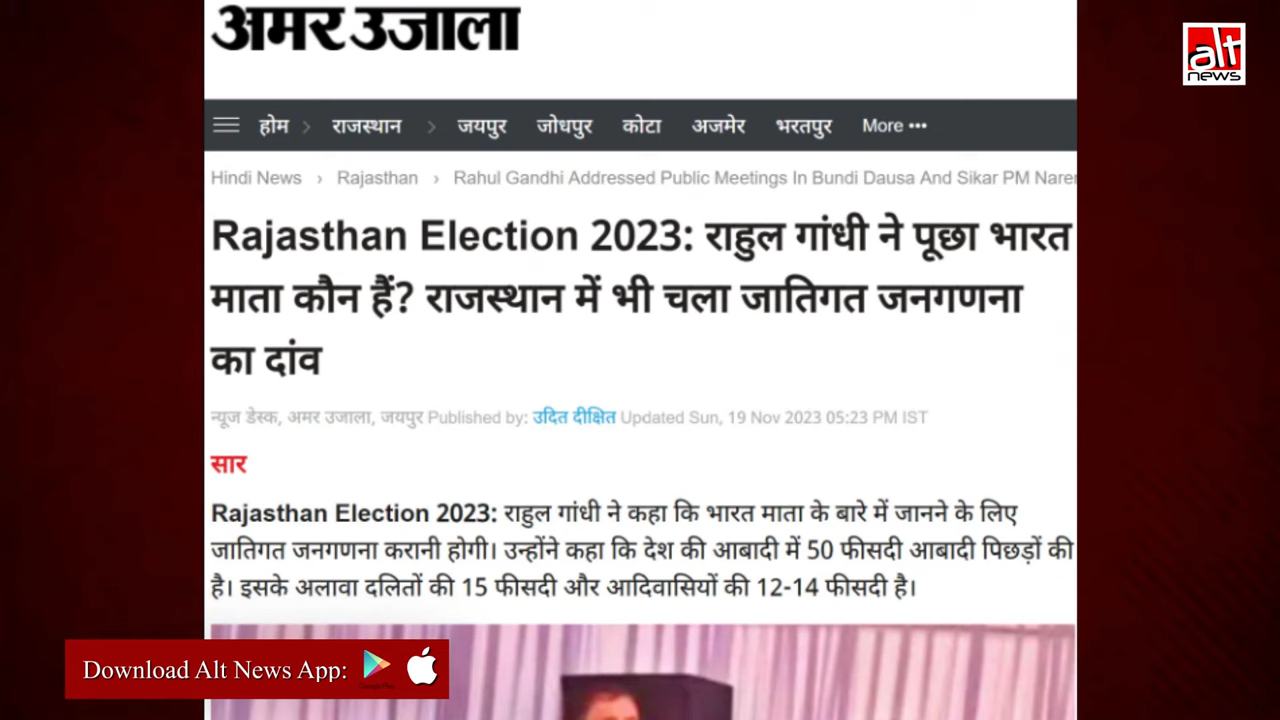 अमर उजाला
alt
news
होम › राजस्थान › जयपुर जोधपुर कोटा अजमेर भरतपुर More •••
Hindi News › Rajasthan › Rahul Gandhi Addressed Public Meetings In Bundi Dausa And Sikar PM Naren
Rajasthan Election 2023: राहुल गांधी ने पूछा भारत
माता कौन हैं? राजस्थान में भी चला जातिगत जनगणना
का दांव
न्यूज डेस्क, अमर उजाला, जयपुर Published by: उदित दीक्षित Updated Sun, 19 Nov 2023 05:23 PM IST
सार
Rajasthan Election 2023: राहुल गांधी ने कहा कि भारत माता के बारे में जानने के लिए
जातिगत जनगणना करानी होगी। उन्होंने कहा कि देश की आबादी में 50 फीसदी आबादी पिछड़ों की
है। इसके अलावा दलितों की 15 फीसदी और आदिवासियों की 12-14 फीसदी है।
Download Alt News App: